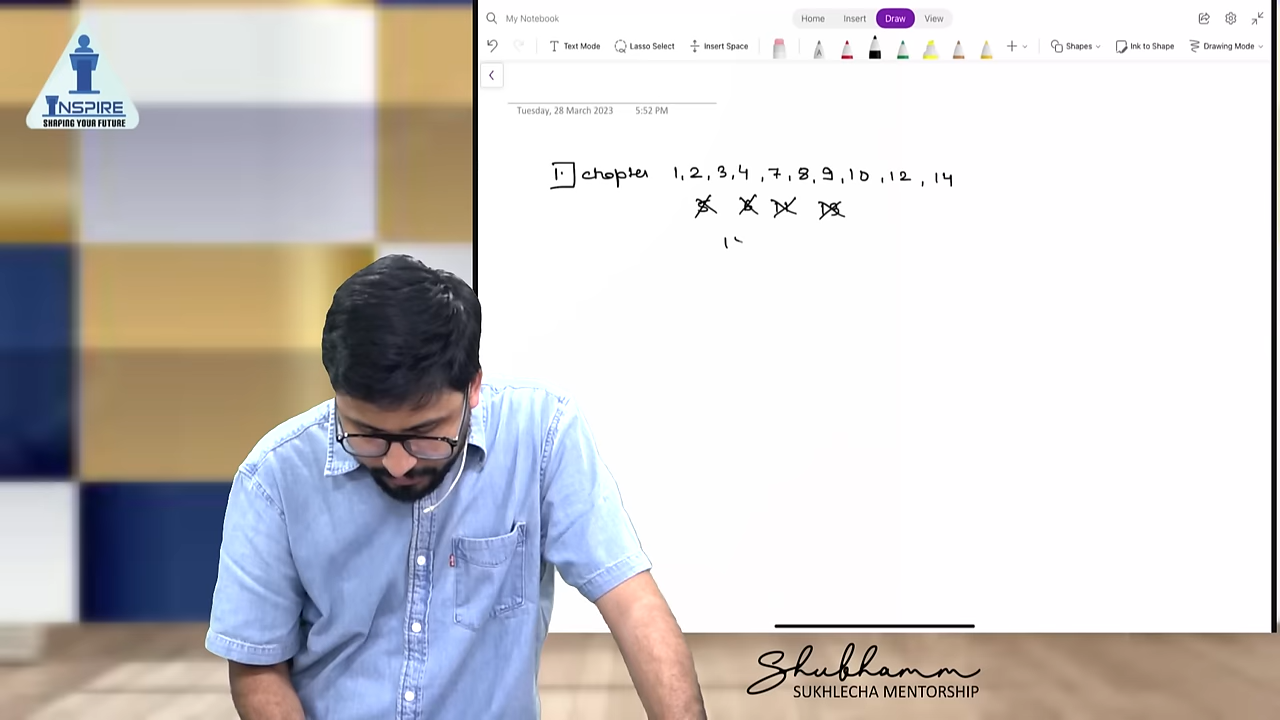 INSPIRE
SHAPING YOUR FUTURE
My Notebook
Home Insert Draw View
Text Mode Lasso Select Insert Space Shapes Ink to Shape Drawing Mode
Tuesday, 28 March 2023 5:52 PM
1. chapter 1, 2, 3, 4, 7, 8, 9, 10, 12, 14
Shubhamm
SUKHLECHA MENTORSHIP